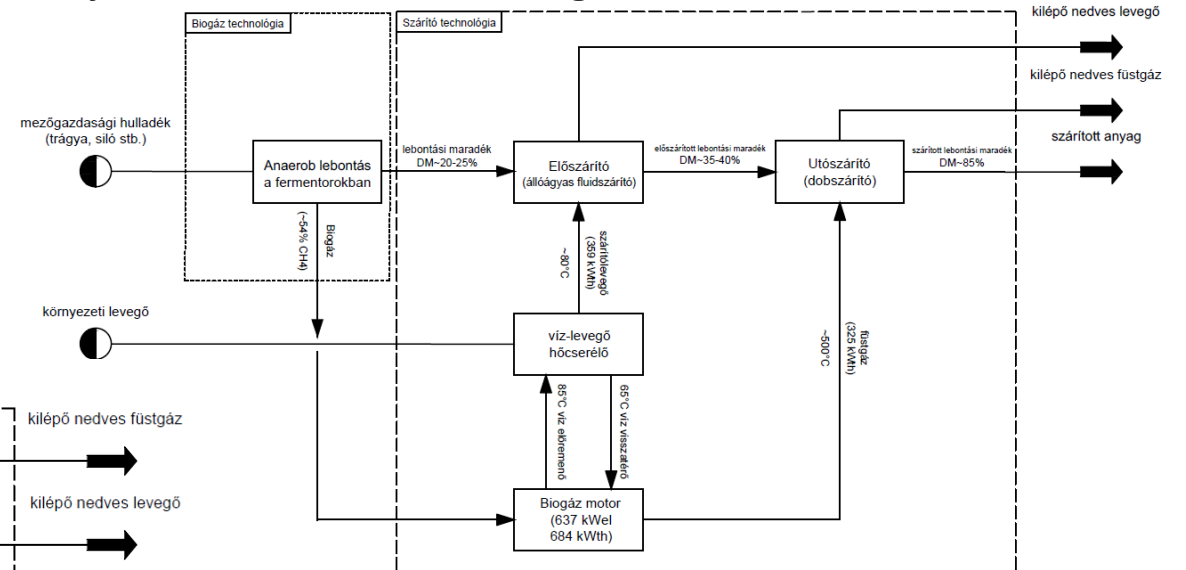 kilépő nedves levegő
Biogáz technológia
Szárító technológia
kilépő nedves füstgáz
mezőgazdasági hulladék
(trágya, siló stb.)
szárított anyag
Anaerob lebontás
a fermentorokban
lebontási maradék
DM~20-25%
Előszárító
(állóágyas fluidszárító)
előszárított lebontási maradék
DM~35-40%
Utószárító
(dobszárító)
szárított lebontási maradék
DM~85%
Biogáz
(~54% CH4)
szárítólevegő
(359 kWth)
~80°C
környezeti levegő
víz-levegő
hőcserélő
füstgáz
(325 kWth)
~500°C
85°C víz előremenő
65°C víz visszatérő
kilépő nedves füstgáz
kilépő nedves levegő
Biogáz motor
(637 kWel
684 kWth)